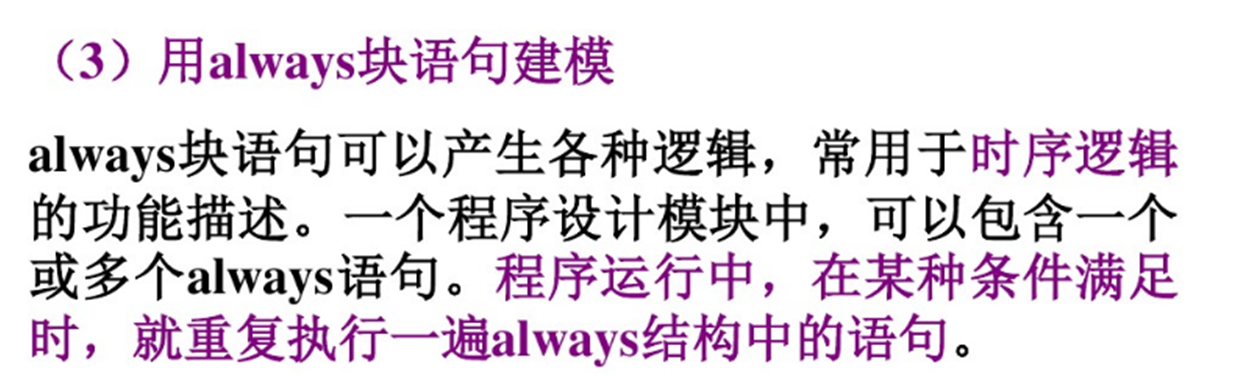 （3）用always块语句建模
always块语句可以产生各种逻辑，常用于时序逻辑
的功能描述。一个程序设计模块中，可以包含一个
或多个always语句。程序运行中，在某种条件满足
时，就重复执行一遍always结构中的语句。